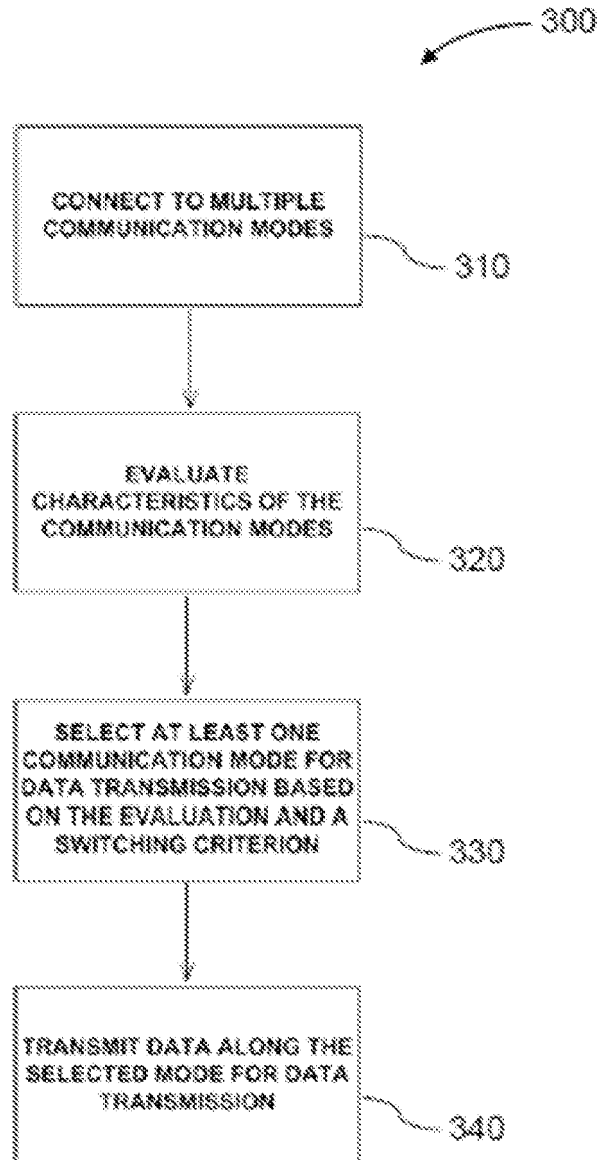 300
CONNECT TO MULTIPLE
COMMUNICATION MODES
310
EVALUATE
CHARACTERISTICS OF THE
COMMUNICATION MODES
320
SELECT AT LEAST ONE
COMMUNICATION MODE FOR
DATA TRANSMISSION BASED
ON THE EVALUATION AND A
SWITCHING CRITERION
330
TRANSMIT DATA ALONG THE
SELECTED MODE FOR DATA
TRANSMISSION
340